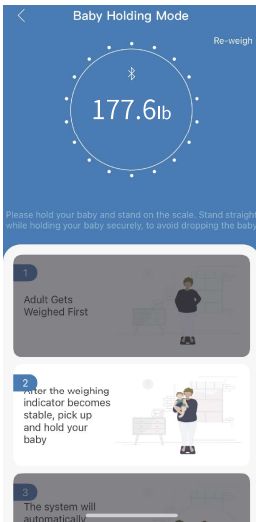 Baby Holding Mode
Re-weigh
177.6lb
Please hold your baby and stand on the scale. Stand straight
while holding your baby securely, to avoid dropping the baby
1
Adult Gets
Weighed First
2
After the weighing
indicator becomes
stable, pick up
and hold your
baby
3
The system will
automatically